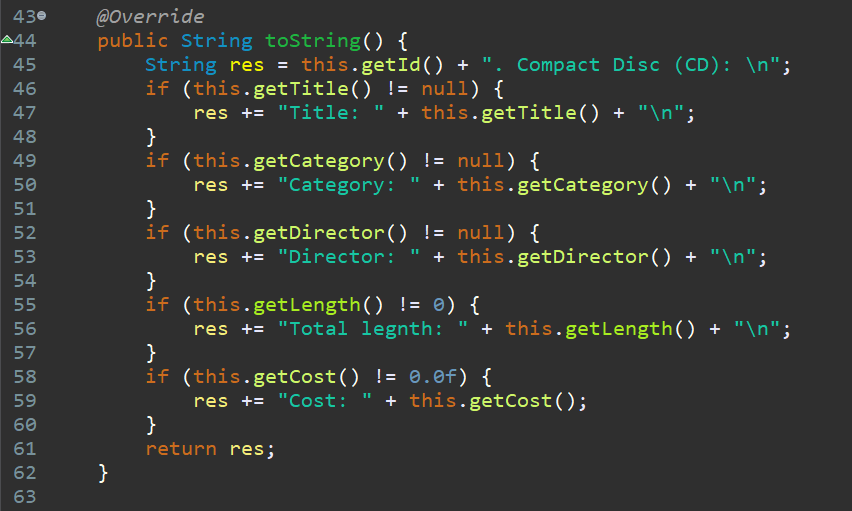 43 @Override
44 public String toString() {
45 String res = this.getId() + ". Compact Disc (CD): \n";
46 if (this.getTitle() != null) {
47 res += "Title: " + this.getTitle() + "\n";
48 }
49 if (this.getCategory() != null) {
50 res += "Category: " + this.getCategory() + "\n";
51 }
52 if (this.getDirector() != null) {
53 res += "Director: " + this.getDirector() + "\n";
54 }
55 if (this.getLength() != 0) {
56 res += "Total legnth: " + this.getLength() + "\n";
57 }
58 if (this.getCost() != 0.0f) {
59 res += "Cost: " + this.getCost();
60 }
61 return res;
62 }
63